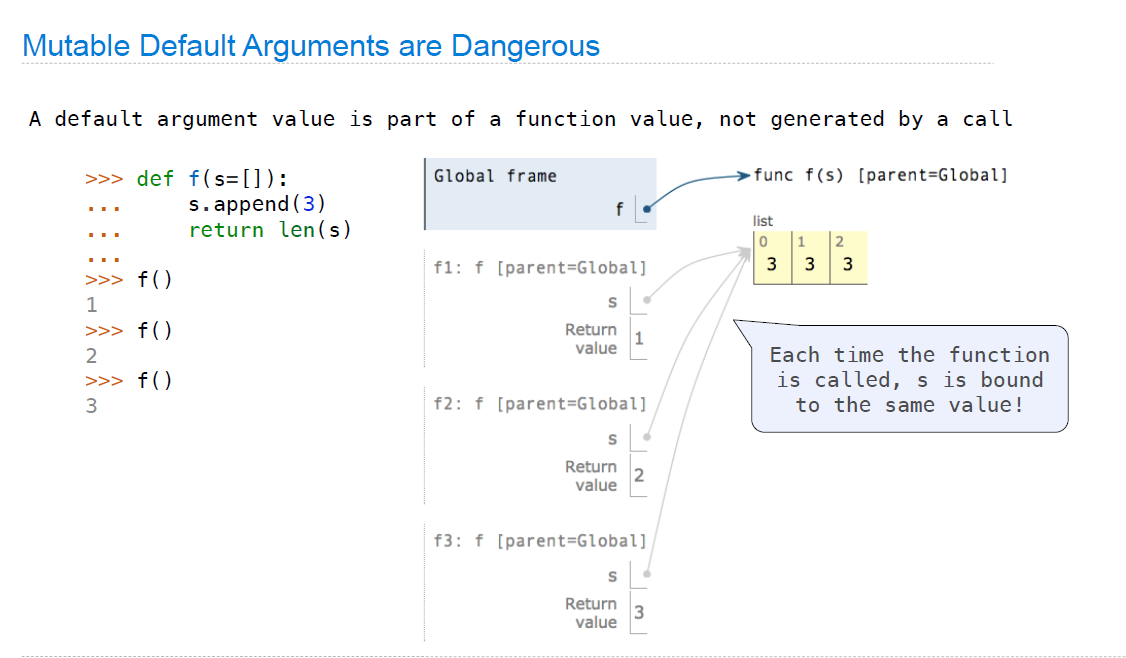 Mutable Default Arguments are Dangerous
A default argument value is part of a function value, not generated by a call
>>> def f(s=[]):
...     s.append(3)
...     return len(s)
...
>>> f()
1
>>> f()
2
>>> f()
3
Global frame
f
func f(s) [parent=Global]
list
0 1 2
3 3 3
f1: f [parent=Global]
s
Return
value 1
f2: f [parent=Global]
s
Return
value 2
f3: f [parent=Global]
s
Return
value 3
Each time the function
is called, s is bound
to the same value!